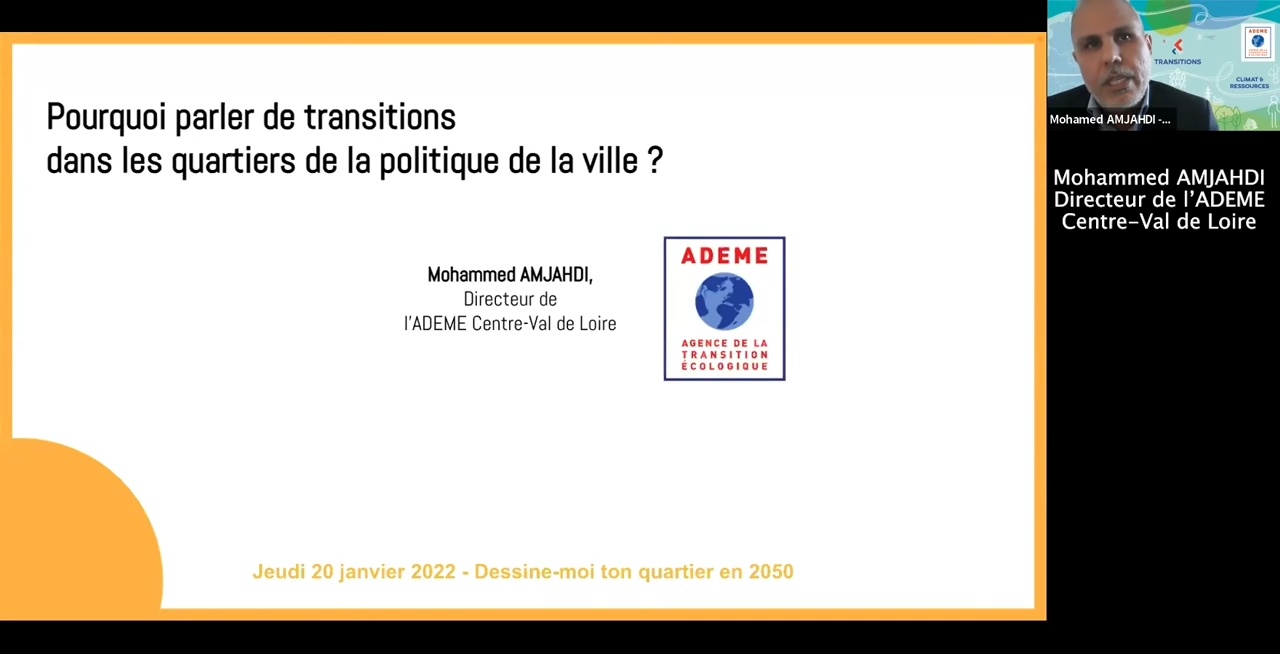 Pourquoi parler de transitions
dans les quartiers de la politique de la ville ?
Mohammed AMJAHDI,
Directeur de
l'ADEME Centre-Val de Loire
ADEME
AGENCE DE LA
TRANSITION
ÉCOLOGIQUE
Jeudi 20 janvier 2022 - Dessine-moi ton quartier en 2050
TRANSITIONS
ADEME
CLIMAT &
RESSOURCES
Mohamed AMJAHDI -...
Mohammed AMJAHDI
Directeur de l'ADEME
Centre-Val de Loire